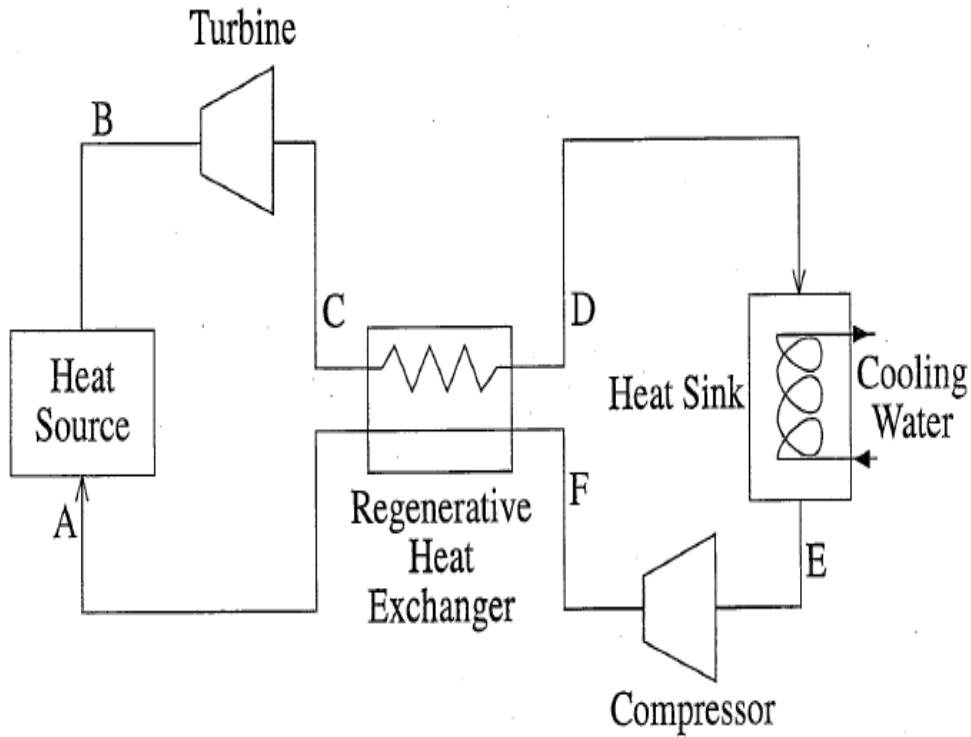 Turbine
B
C
D
Heat
Source
Heat Sink
Cooling
Water
A
Regenerative
Heat
Exchanger
F
E
Compressor